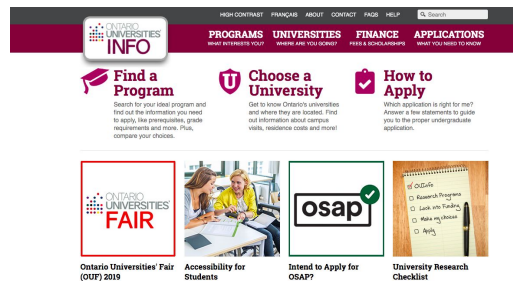 HIGH CONTRAST FRANÇAIS ABOUT CONTACT FAQS HELP Search
ONTARIO
UNIVERSITIES'
INFO
PROGRAMS UNIVERSITIES FINANCE APPLICATIONS
WHAT INTERESTS YOU? WHERE ARE YOU GOING? FEES & SCHOLARSHIPS WHAT YOU NEED TO KNOW
Find a
Program
Search for your ideal program and
find out the information you need
to apply, like prerequisites, grade
requirements and more. Plus,
compare your choices.
Choose a
University
Get to know Ontario's universities
and where they are located. Find
out information about campus
visits, residence costs and more!
How to
Apply
Which application is right for me?
Answer a few statements to guide
you to the proper undergraduate
application.
ONTARIO
UNIVERSITIES'
FAIR
osap
OUInfo
Research Programs
Look into Funding
Make my choices
Apply
Ontario Universities' Fair
(OUF) 2019
Accessibility for
Students
Intend to Apply for
OSAP?
University Research
Checklist